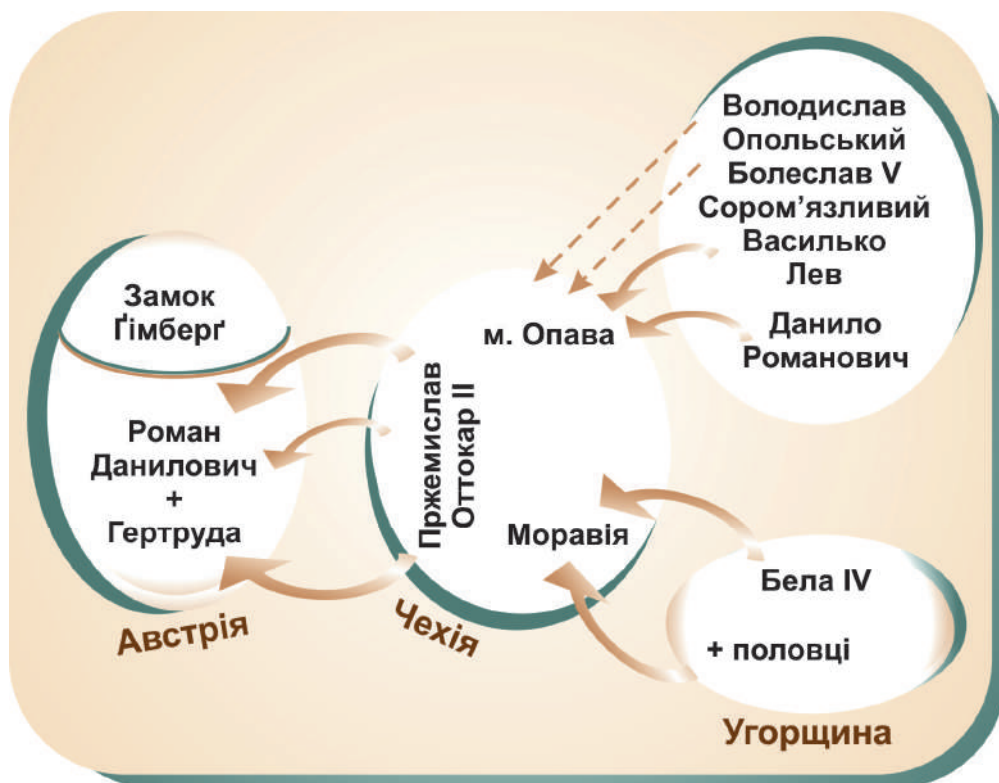 Володислав
Опольський
Болеслав V
Сором’язливий
Василько
Лев
Данило
Романович
Замок
Ґімберґ
Роман
Данилович
+
Гертруда
Австрія
м. Опава
Пржемислав
Оттокар II
Моравія
Чехія
Бела IV
+ половці
Угорщина